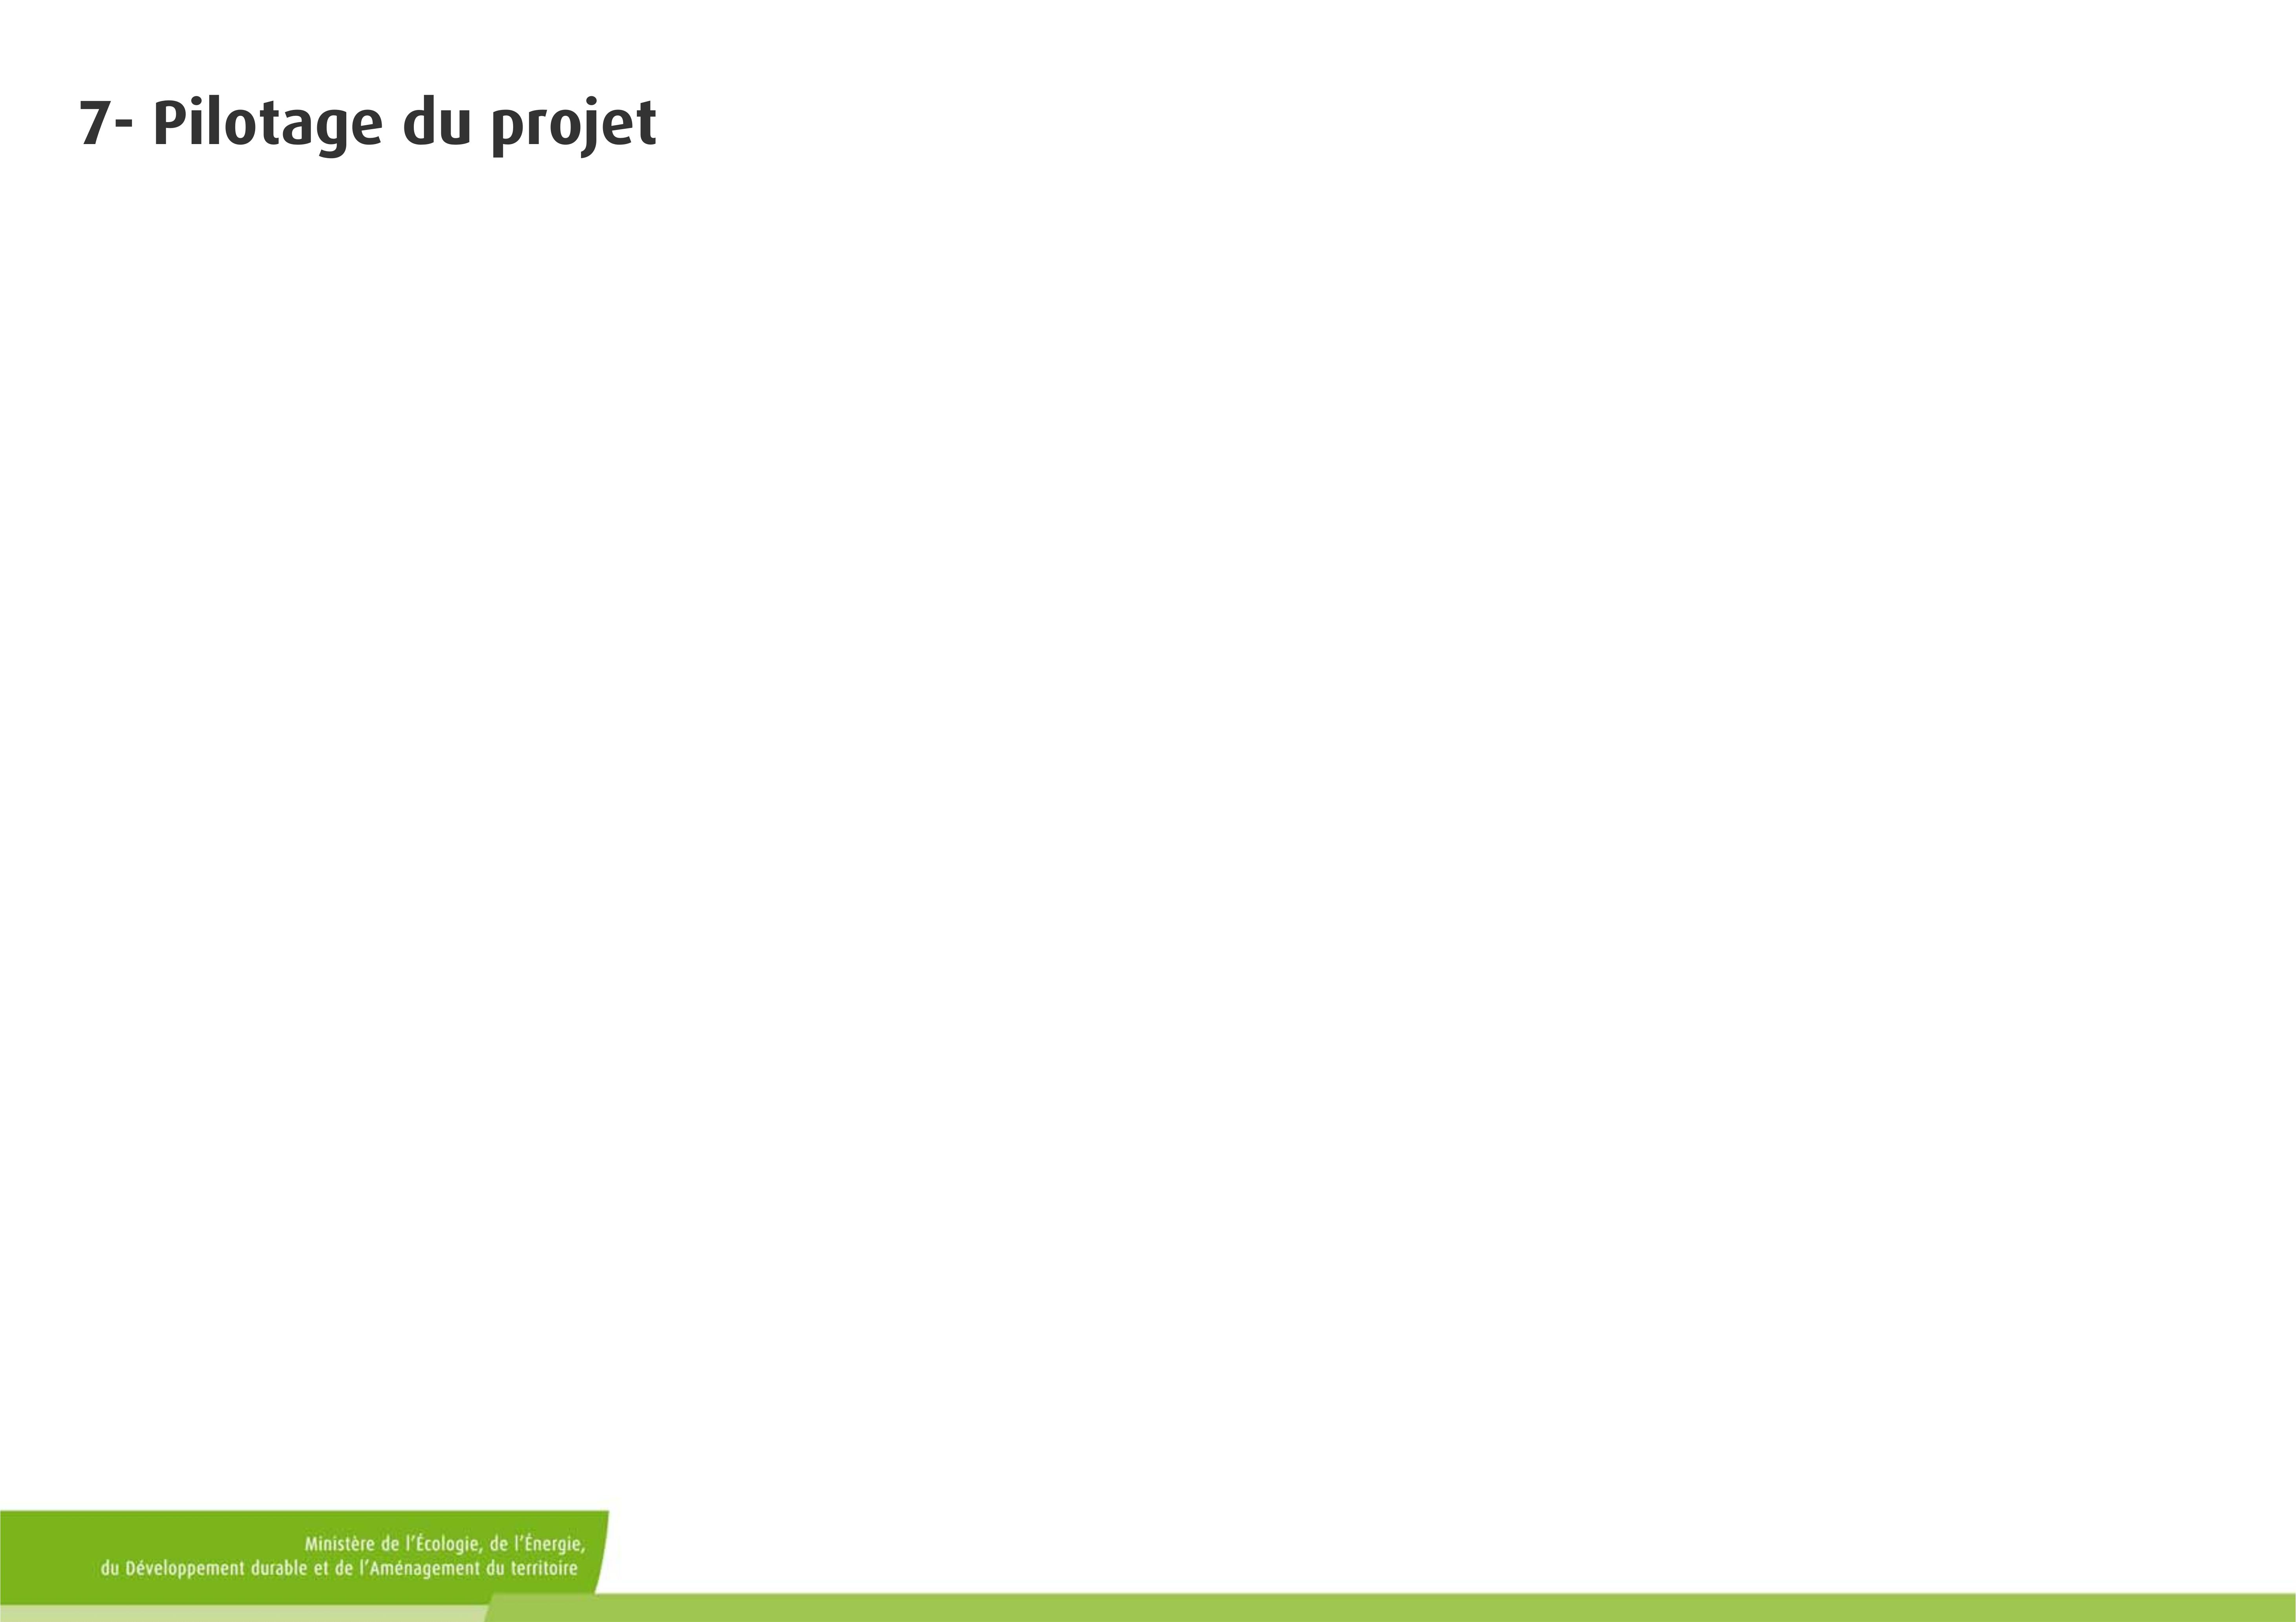 7- Pilotage du projet
Ministère de l'Écologie, de l'Énergie,
du Développement durable et de l'Aménagement du territoire